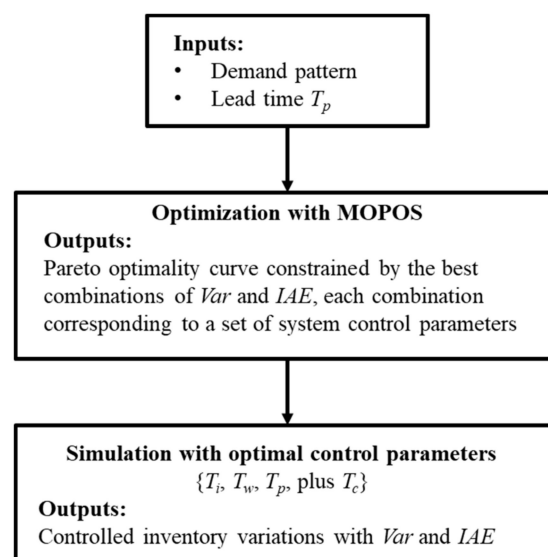 Inputs:
• Demand pattern
• Lead time Tp
Optimization with MOPOS
Outputs:
Pareto optimality curve constrained by the best
combinations of Var and IAE, each combination
corresponding to a set of system control parameters
Simulation with optimal control parameters
{Ti, Tw, Tp, plus Tc}
Outputs:
Controlled inventory variations with Var and IAE